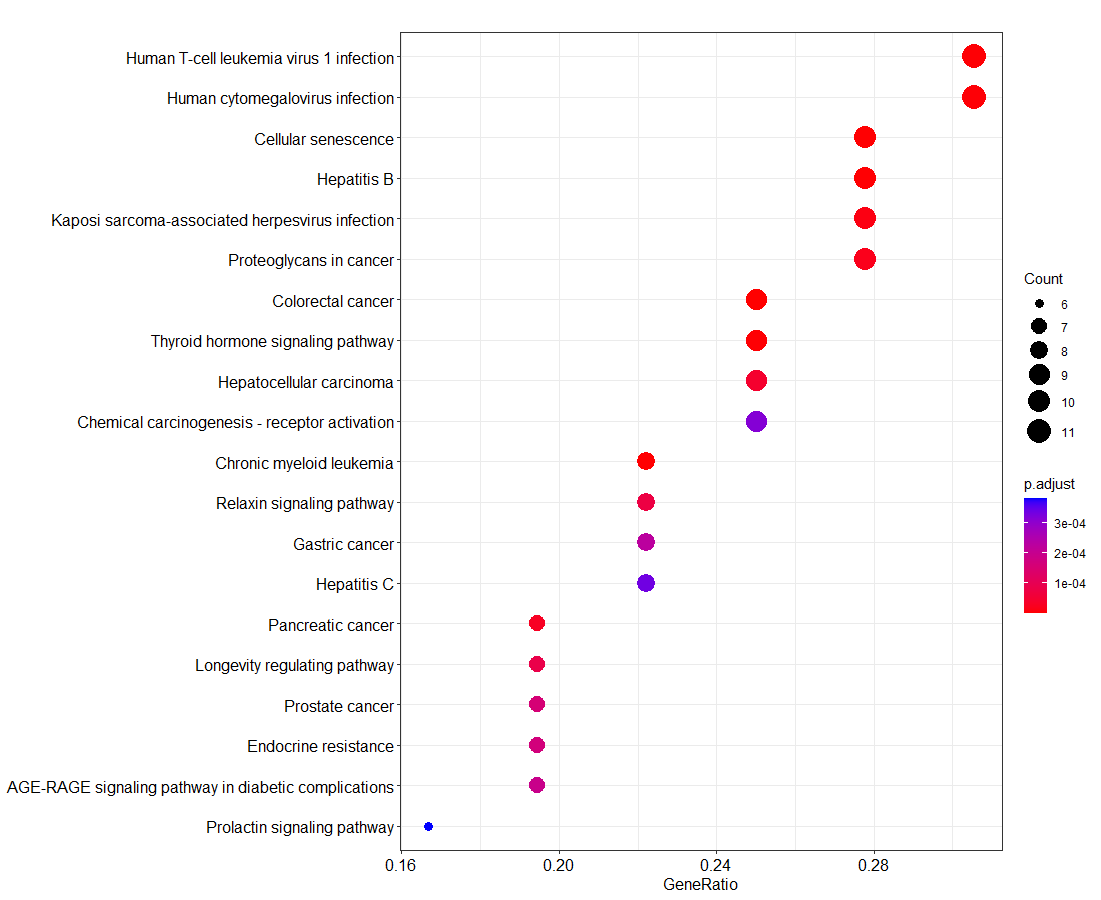 Human T-cell leukemia virus 1 infection
Human cytomegalovirus infection
Cellular senescence
Hepatitis B
Kaposi sarcoma-associated herpesvirus infection
Proteoglycans in cancer
Colorectal cancer
Thyroid hormone signaling pathway
Hepatocellular carcinoma
Chemical carcinogenesis - receptor activation
Chronic myeloid leukemia
Relaxin signaling pathway
Gastric cancer
Hepatitis C
Pancreatic cancer
Longevity regulating pathway
Prostate cancer
Endocrine resistance
AGE-RAGE signaling pathway in diabetic complications
Prolactin signaling pathway
0.16 0.20 0.24 0.28
GeneRatio
Count
6
7
8
9
10
11
p.adjust
3e-04
2e-04
1e-04